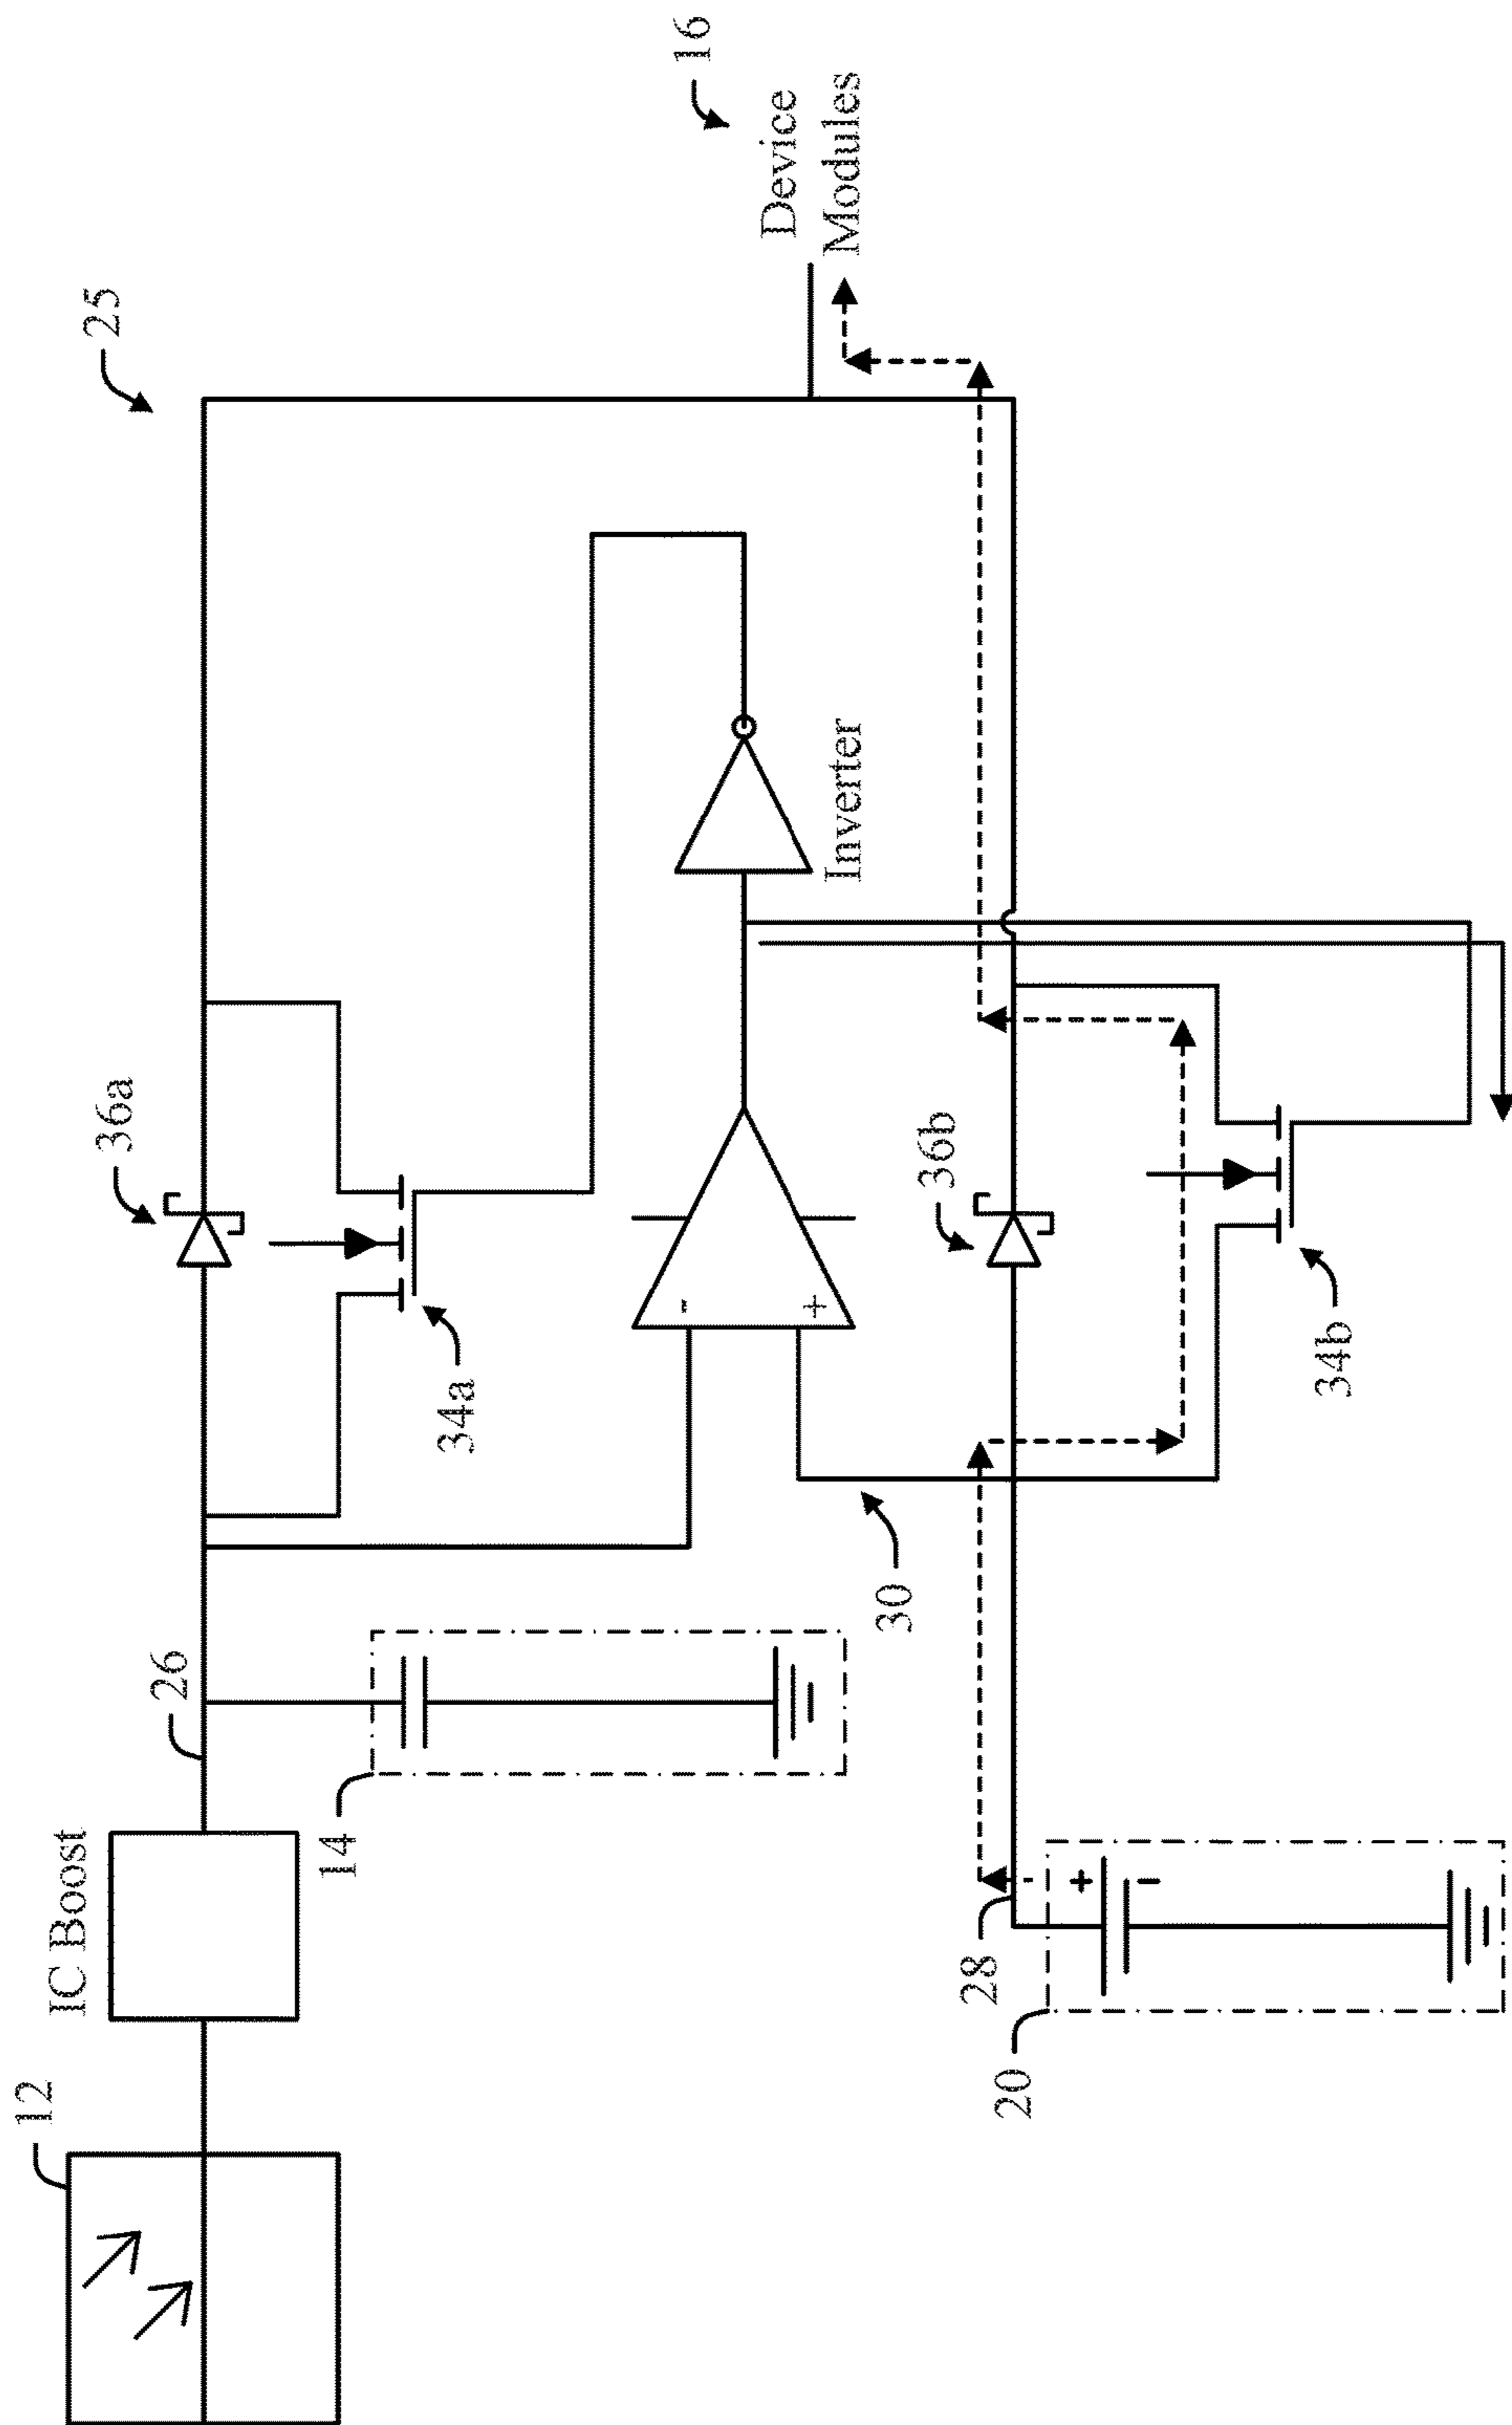 12
IC Boost
26
36a
25
16
Device
Modules
14
34a
-
+
Inverter
30
36b
28
20
+
-
34b